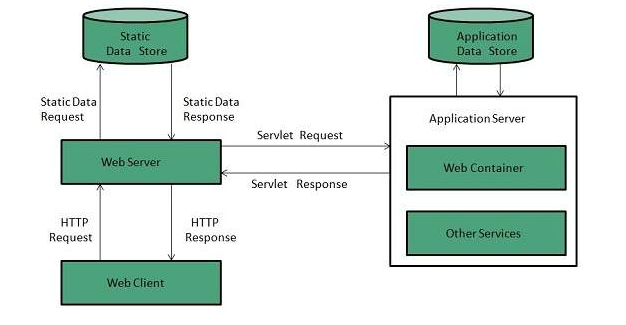 Static
Data Store
Application
Data Store
Static Data
Request
Static Data
Response
Application Server
Servlet Request
Web Server
Web Container
Servlet Response
HTTP
Request
HTTP
Response
Other Services
Web Client